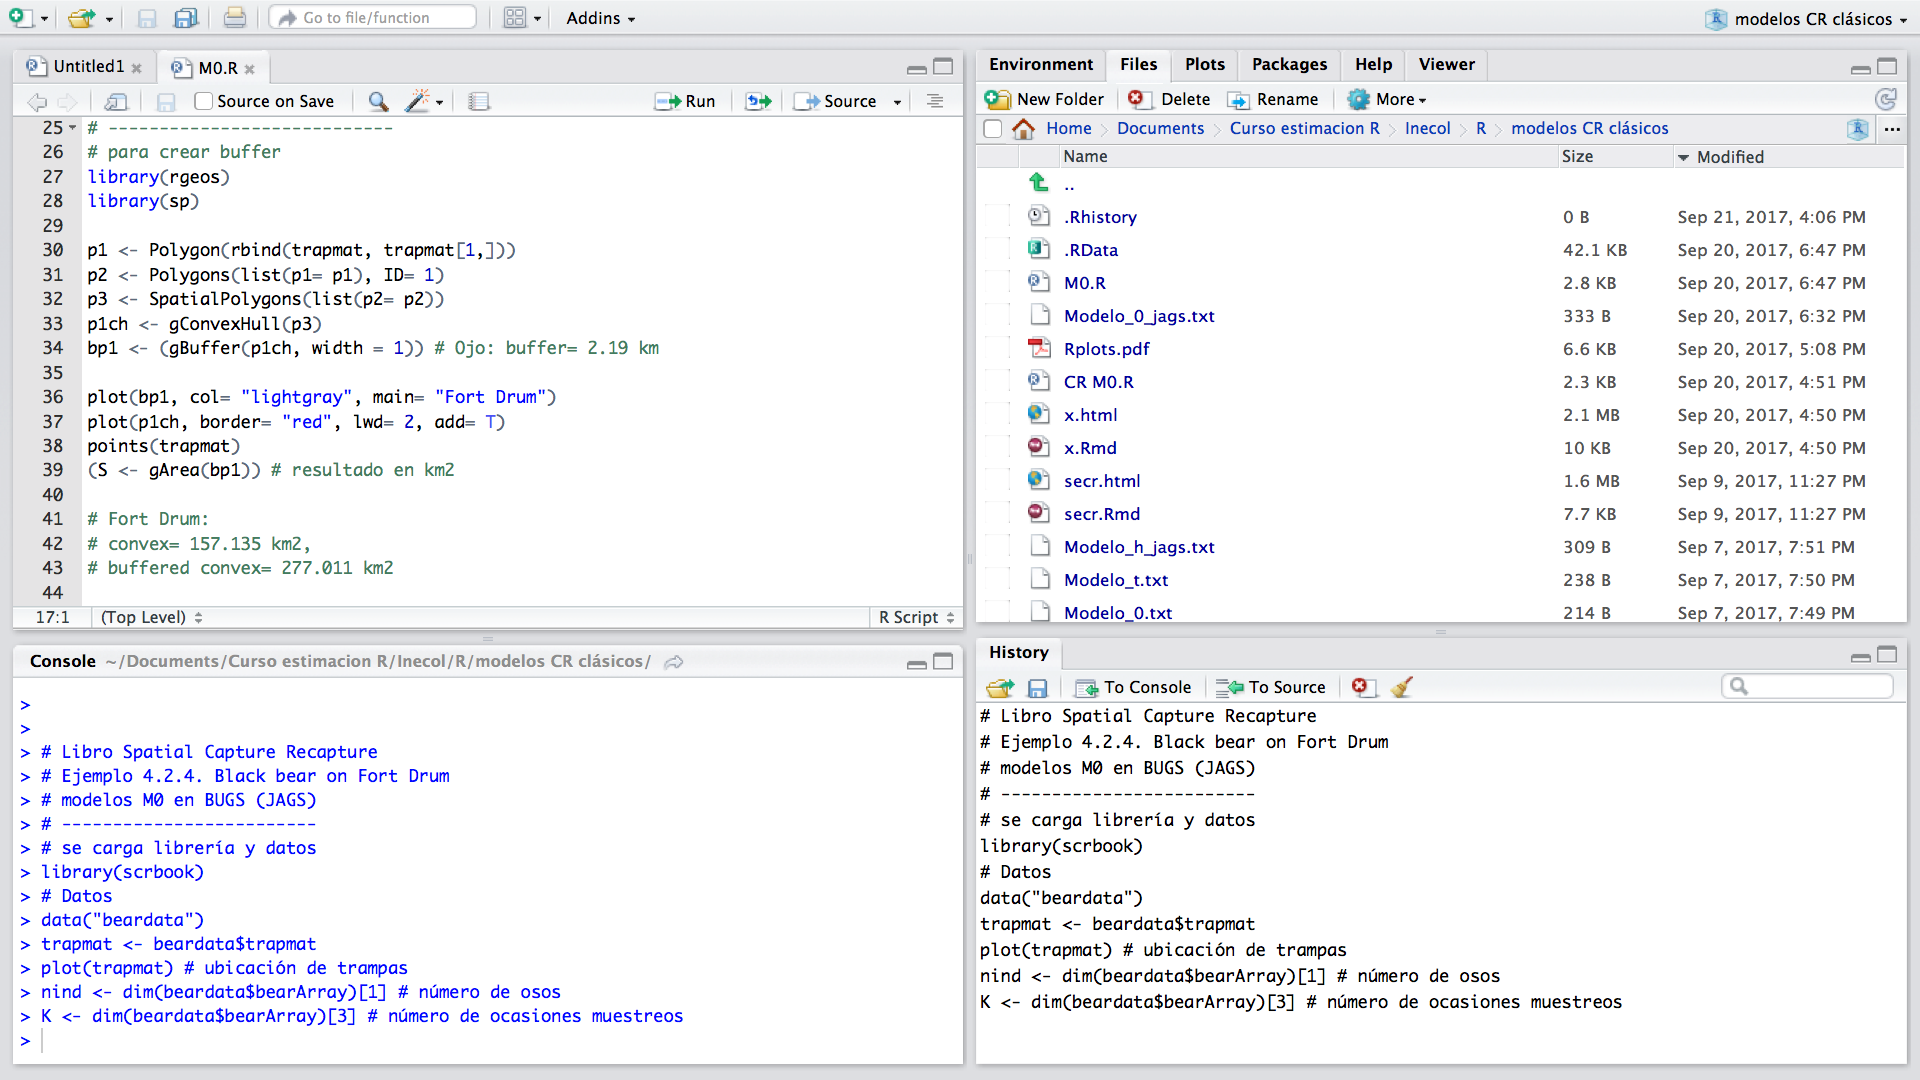 Go to file/function
Addins
modelos CR clásicos
Untitled1
M0.R
Source on Save
Run
Source
25 # ----------------------------
26 # para crear buffer
27 library(rgeos)
28 library(sp)
29
30 p1 <- Polygon(rbind(trapmat, trapmat[1,]))
31 p2 <- Polygons(list(p1= p1), ID= 1)
32 p3 <- SpatialPolygons(list(p2= p2))
33 p1ch <- gConvexHull(p3)
34 bp1 <- (gBuffer(p1ch, width = 1)) # Ojo: buffer= 2.19 km
35
36 plot(bp1, col= "lightgray", main= "Fort Drum")
37 plot(p1ch, border= "red", lwd= 2, add= T)
38 points(trapmat)
39 (S <- gArea(bp1)) # resultado en km2
40
41 # Fort Drum:
42 # convex= 157.135 km2,
43 # buffered convex= 277.011 km2
44
17:1 (Top Level) R Script
Console ~/Documents/Curso estimacion R/Inecol/R/modelos CR clásicos/
>
>
> # Libro Spatial Capture Recapture
> # Ejemplo 4.2.4. Black bear on Fort Drum
> # modelos M0 en BUGS (JAGS)
> # -------------------------
> # se carga librería y datos
> library(scrbook)
> # Datos
> data("beardata")
> trapmat <- beardata$trapmat
> plot(trapmat) # ubicación de trampas
> nind <- dim(beardata$bearArray)[1] # número de osos
> K <- dim(beardata$bearArray)[3] # número de ocasiones muestreos
>
Environment Files Plots Packages Help Viewer
New Folder Delete Rename More
Home Documents Curso estimacion R Inecol R modelos CR clásicos ...
Name Size Modified
..
.Rhistory 0 B Sep 21, 2017, 4:06 PM
.RData 42.1 KB Sep 20, 2017, 6:47 PM
M0.R 2.8 KB Sep 20, 2017, 6:47 PM
Modelo_0_jags.txt 333 B Sep 20, 2017, 6:32 PM
Rplots.pdf 6.6 KB Sep 20, 2017, 5:08 PM
CR M0.R 2.3 KB Sep 20, 2017, 4:51 PM
x.html 2.1 MB Sep 20, 2017, 4:50 PM
x.Rmd 10 KB Sep 20, 2017, 4:50 PM
secr.html 1.6 MB Sep 9, 2017, 11:27 PM
secr.Rmd 7.7 KB Sep 9, 2017, 11:27 PM
Modelo_h_jags.txt 309 B Sep 7, 2017, 7:51 PM
Modelo_t.txt 238 B Sep 7, 2017, 7:50 PM
Modelo_0.txt 214 B Sep 7, 2017, 7:49 PM
History
To Console To Source
# Libro Spatial Capture Recapture
# Ejemplo 4.2.4. Black bear on Fort Drum
# modelos M0 en BUGS (JAGS)
# -------------------------
# se carga librería y datos
library(scrbook)
# Datos
data("beardata")
trapmat <- beardata$trapmat
plot(trapmat) # ubicación de trampas
nind <- dim(beardata$bearArray)[1] # número de osos
K <- dim(beardata$bearArray)[3] # número de ocasiones muestreos